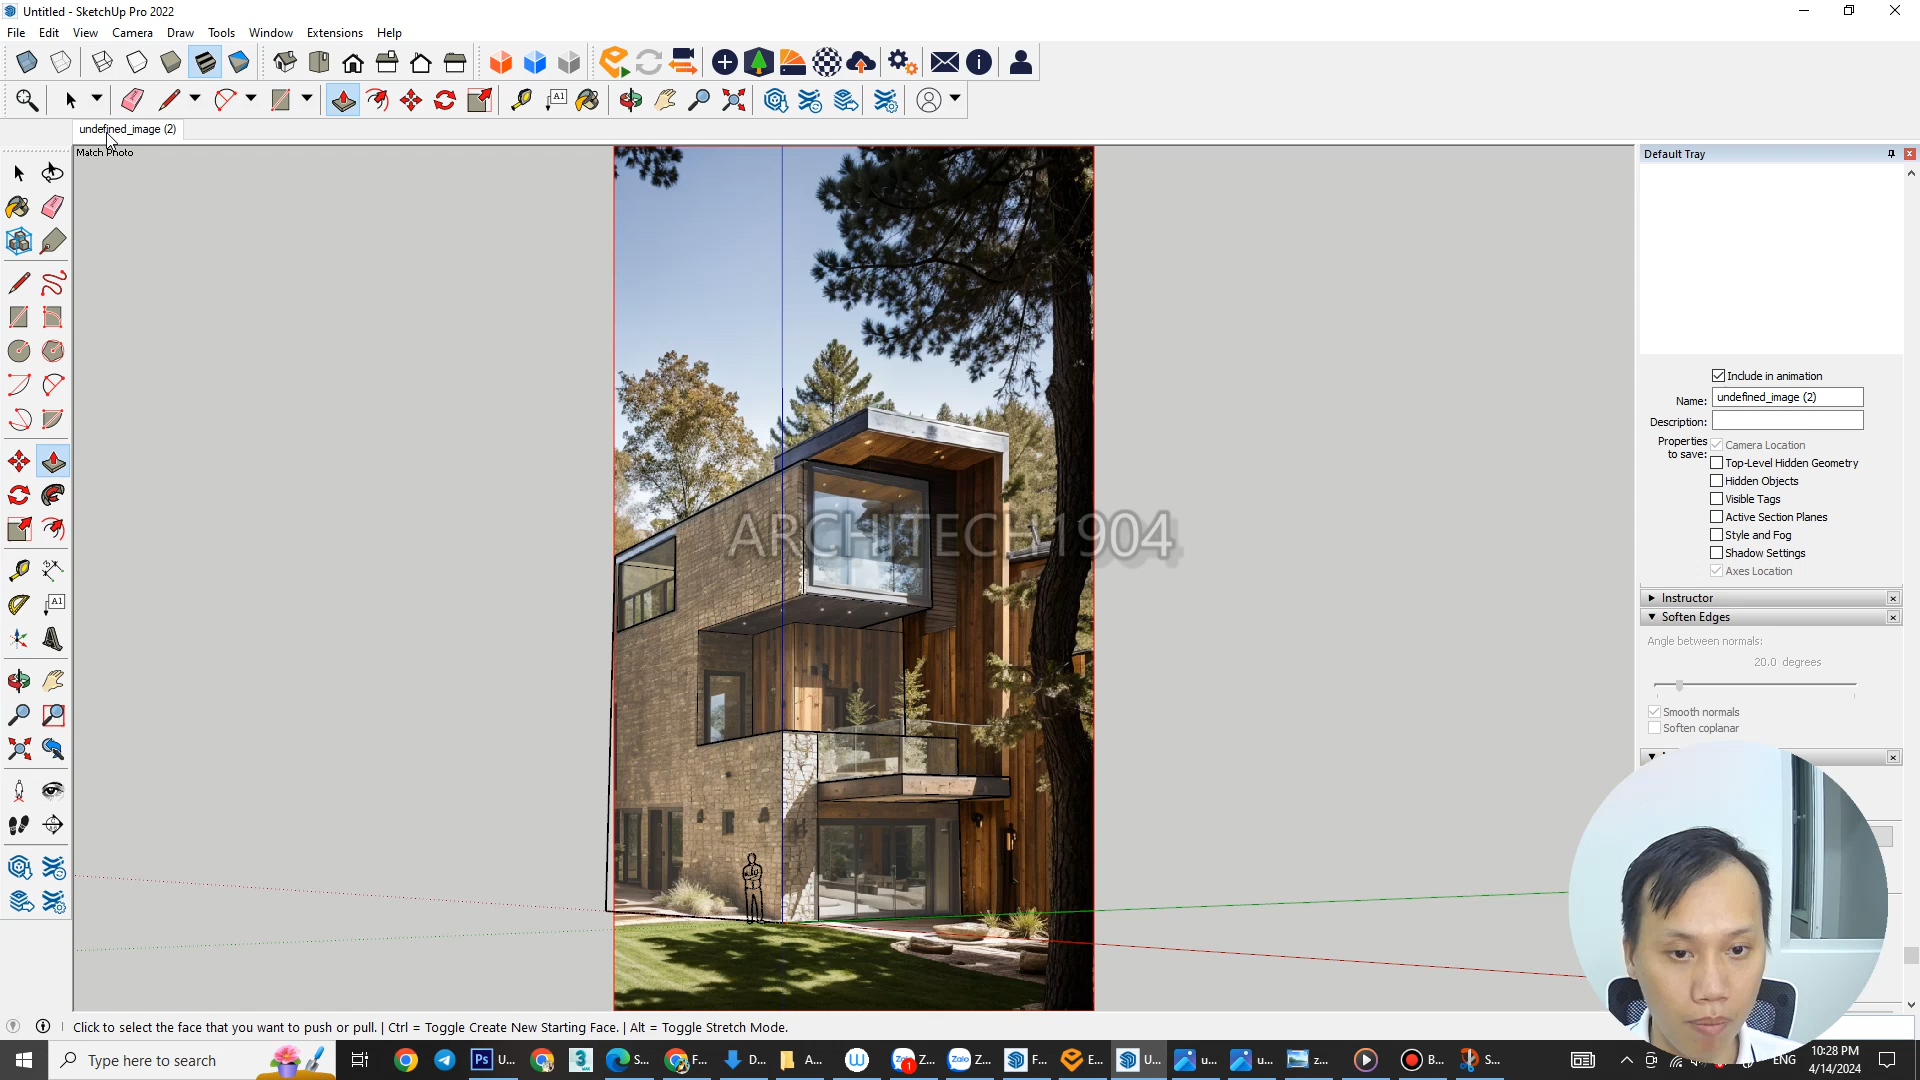 Untitled - SketchUp Pro 2022
File Edit View Camera Draw Tools Window Extensions Help
undefined_image (2)
Match Photo
Default Tray
Include in animation
Name: undefined_image (2)
Description:
Properties to save:
Camera Location
Top-Level Hidden Geometry
Hidden Objects
Visible Tags
Active Section Planes
Style and Fog
Shadow Settings
Axes Location
Instructor
Soften Edges
Angle between normals:
20.0 degrees
Smooth normals
Soften coplanar
ARCHITECH1904
Click to select the face that you want to push or pull. | Ctrl = Toggle Create New Starting Face. | Alt = Toggle Stretch Mode.
Type here to search
U... S... F... D... A... Z... Z... F... E... U... u... u... z... B... S...
ENG
10:28 PM
4/14/2024